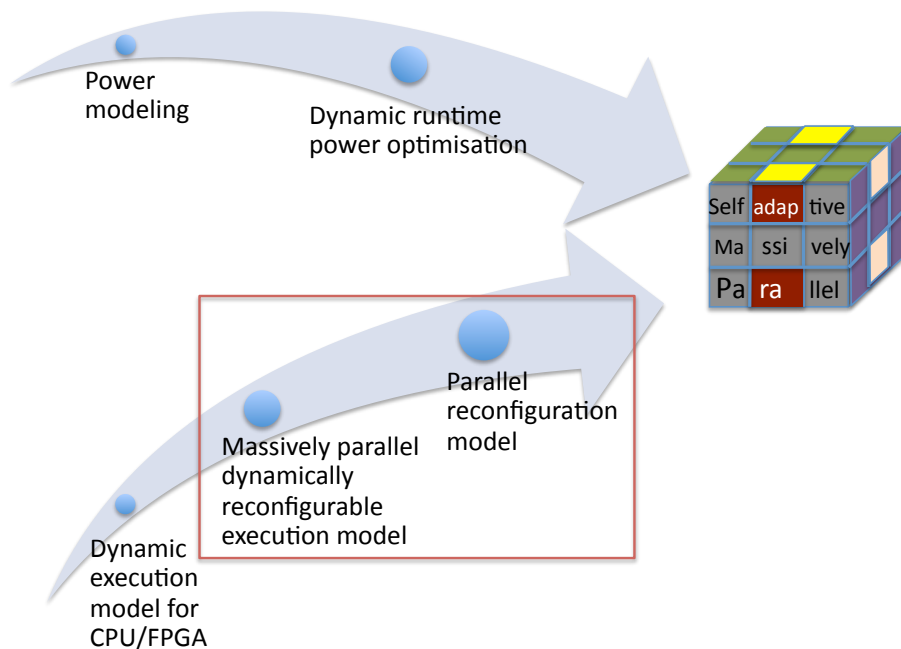 Power
modeling
Dynamic runtime
power optimisation
Self adap tive
Ma ssi vely
Pa ra llel
Parallel
reconfiguration
model
Massively parallel
dynamically
reconfigurable
execution model
Dynamic
execution
model for
CPU/FPGA